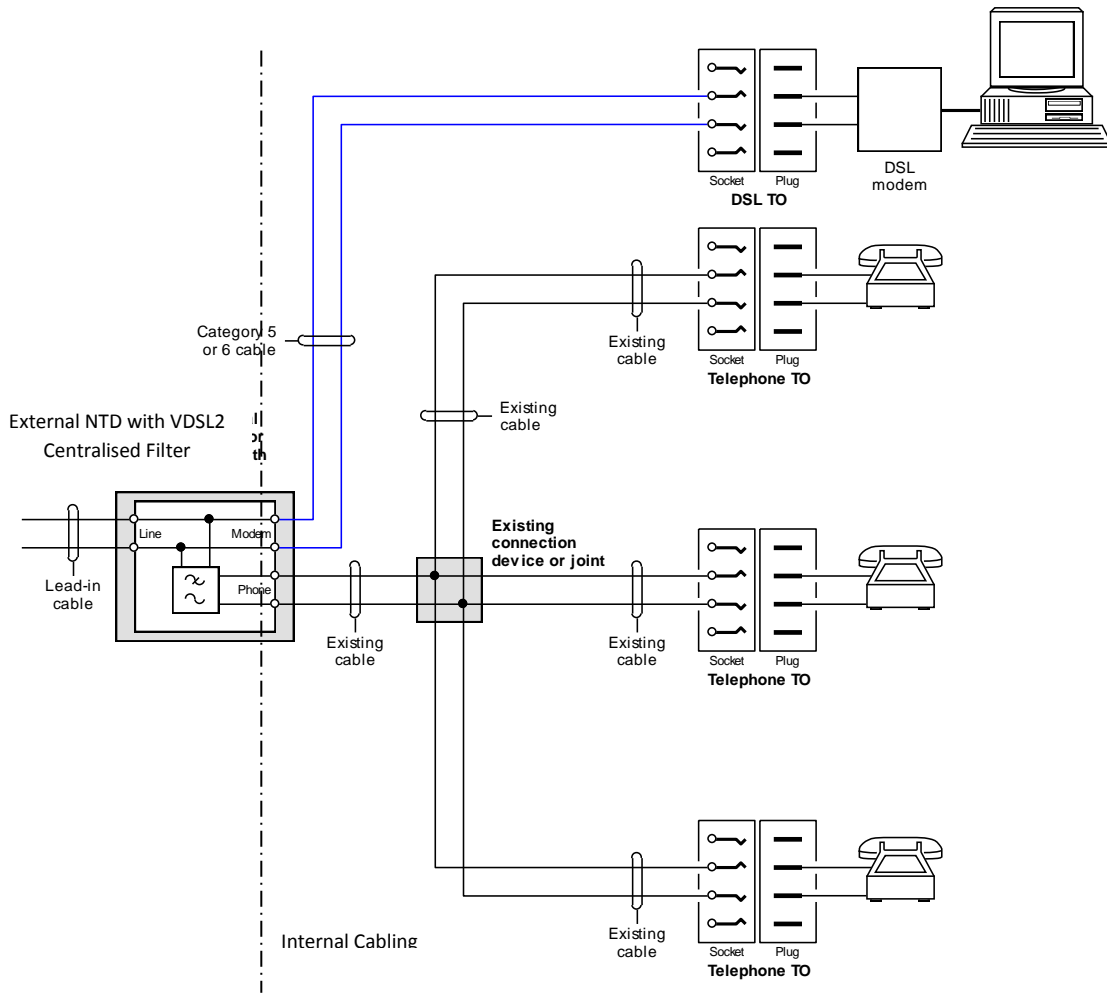 Socket Plug
DSL TO
DSL
modem
Category 5
or 6 cable
Existing
cable
Socket Plug
Telephone TO
Existing
cable
External NTD with VDSL2
Centralised Filter
or
th
Line
Modem
Phone
Lead-in
cable
Existing
cable
Existing
connection
device or joint
Existing
cable
Socket Plug
Telephone TO
Existing
cable
Socket Plug
Telephone TO
Internal Cabling